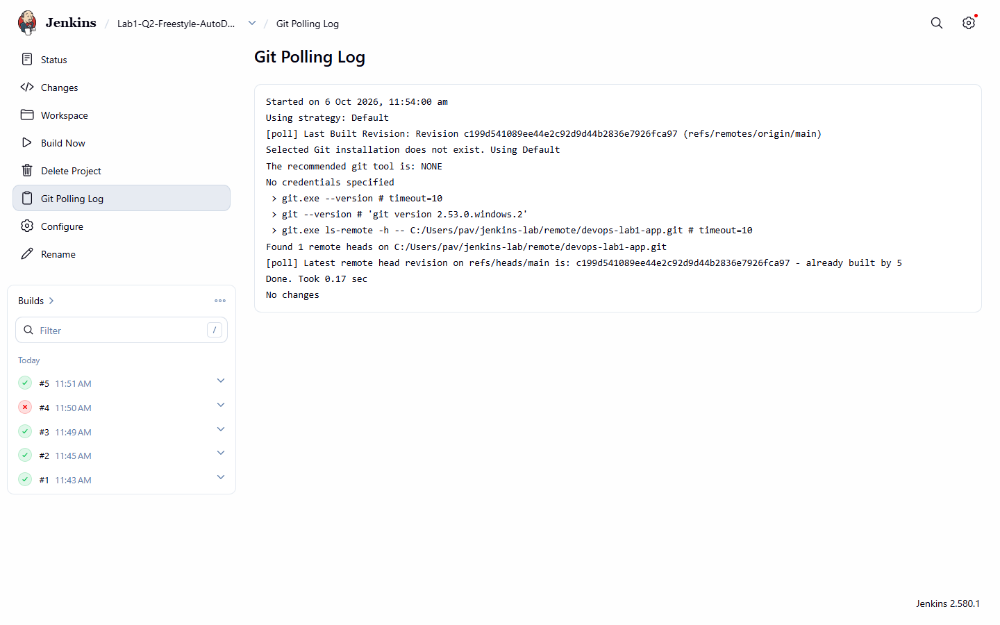 Jenkins / Lab1-Q2-Freestyle-AutoD... / Git Polling Log
Status
Changes
Workspace
Build Now
Delete Project
Git Polling Log
Configure
Rename
Builds
Filter /
Today
#5 11:51 AM
#4 11:50 AM
#3 11:49 AM
#2 11:45 AM
#1 11:43 AM
Git Polling Log
Started on 6 Oct 2026, 11:54:00 am
Using strategy: Default
[poll] Last Built Revision: Revision c199d541089ee44e2c92d9d44b2836e7926fca97 (refs/remotes/origin/main)
Selected Git installation does not exist. Using Default
The recommended git tool is: NONE
No credentials specified
 > git.exe --version # timeout=10
 > git --version # 'git version 2.53.0.windows.2'
 > git.exe ls-remote -h -- C:/Users/pav/jenkins-lab/remote/devops-lab1-app.git # timeout=10
Found 1 remote heads on C:/Users/pav/jenkins-lab/remote/devops-lab1-app.git
[poll] Latest remote head revision on refs/heads/main is: c199d541089ee44e2c92d9d44b2836e7926fca97 - already built by 5
Done. Took 0.17 sec
No changes
Jenkins 2.580.1